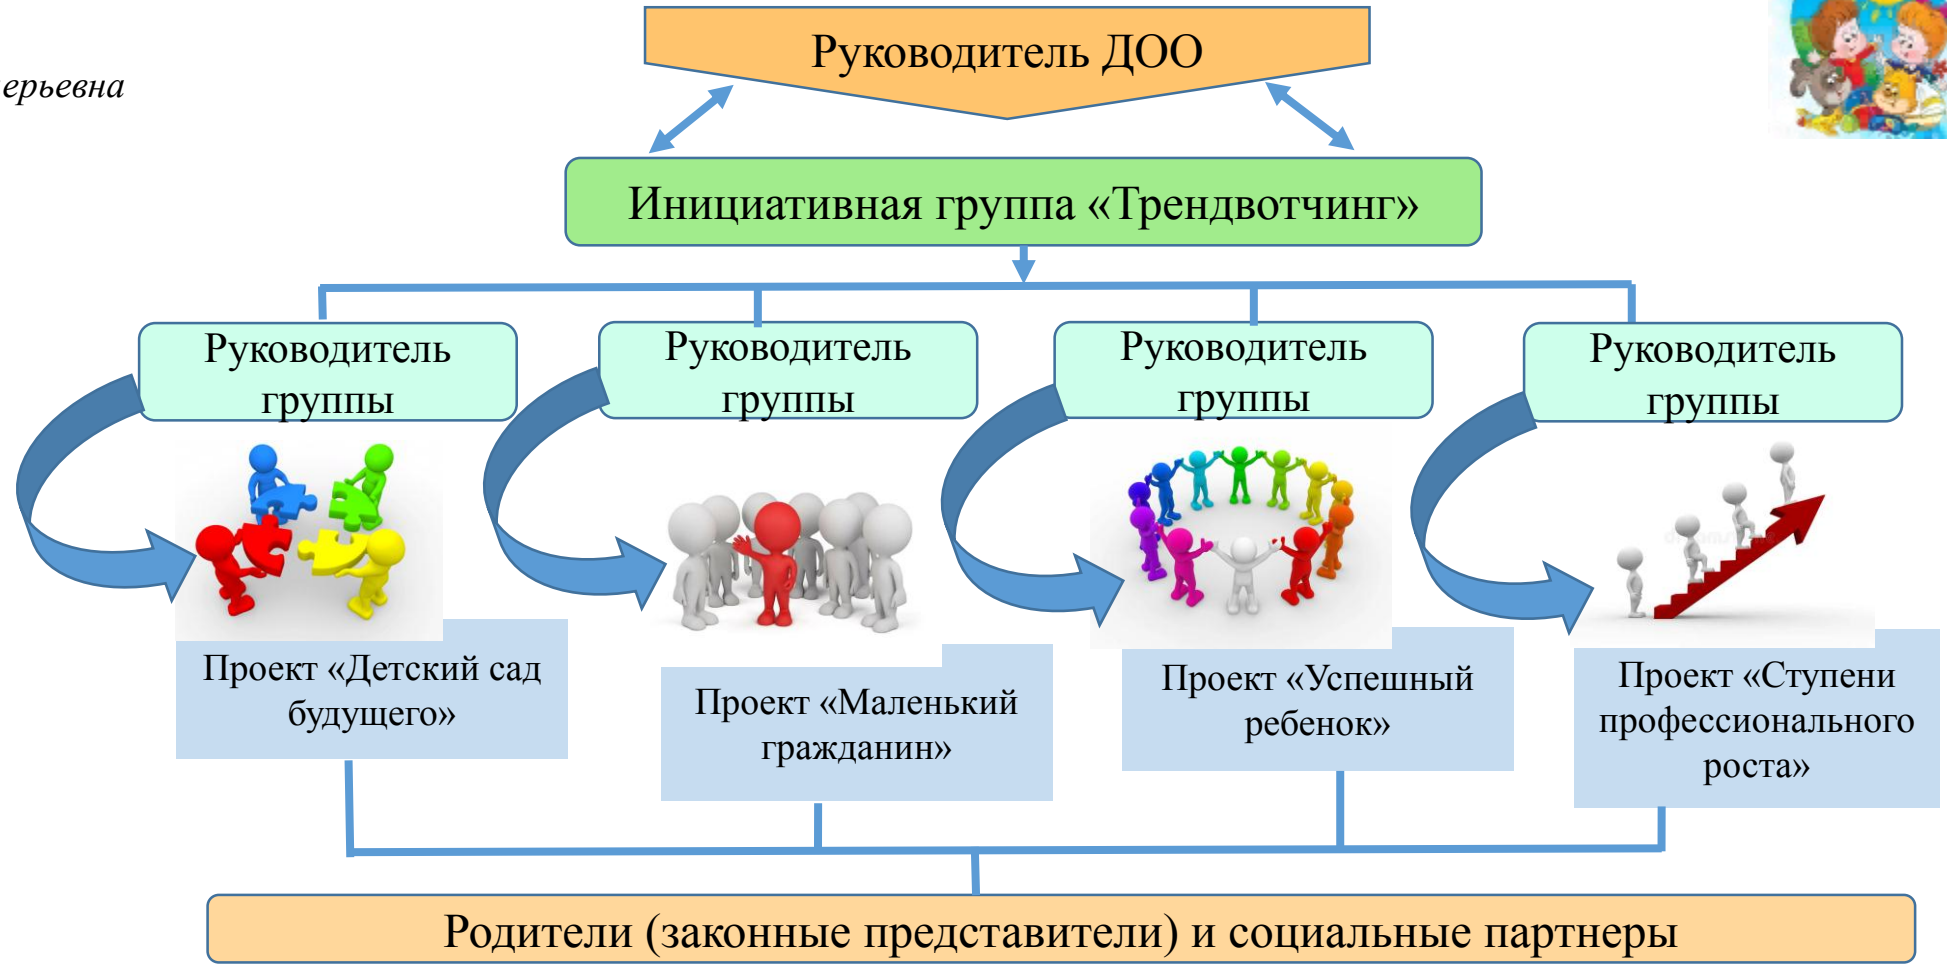 Руководитель ДОО
ерьевна
Инициативная группа «Трендвотчинг»
Руководитель
группы
Руководитель
группы
Руководитель
группы
Руководитель
группы
Проект «Детский сад
будущего»
Проект «Маленький
гражданин»
Проект «Успешный
ребенок»
Проект «Ступени
профессионального
роста»
Родители (законные представители) и социальные партнеры